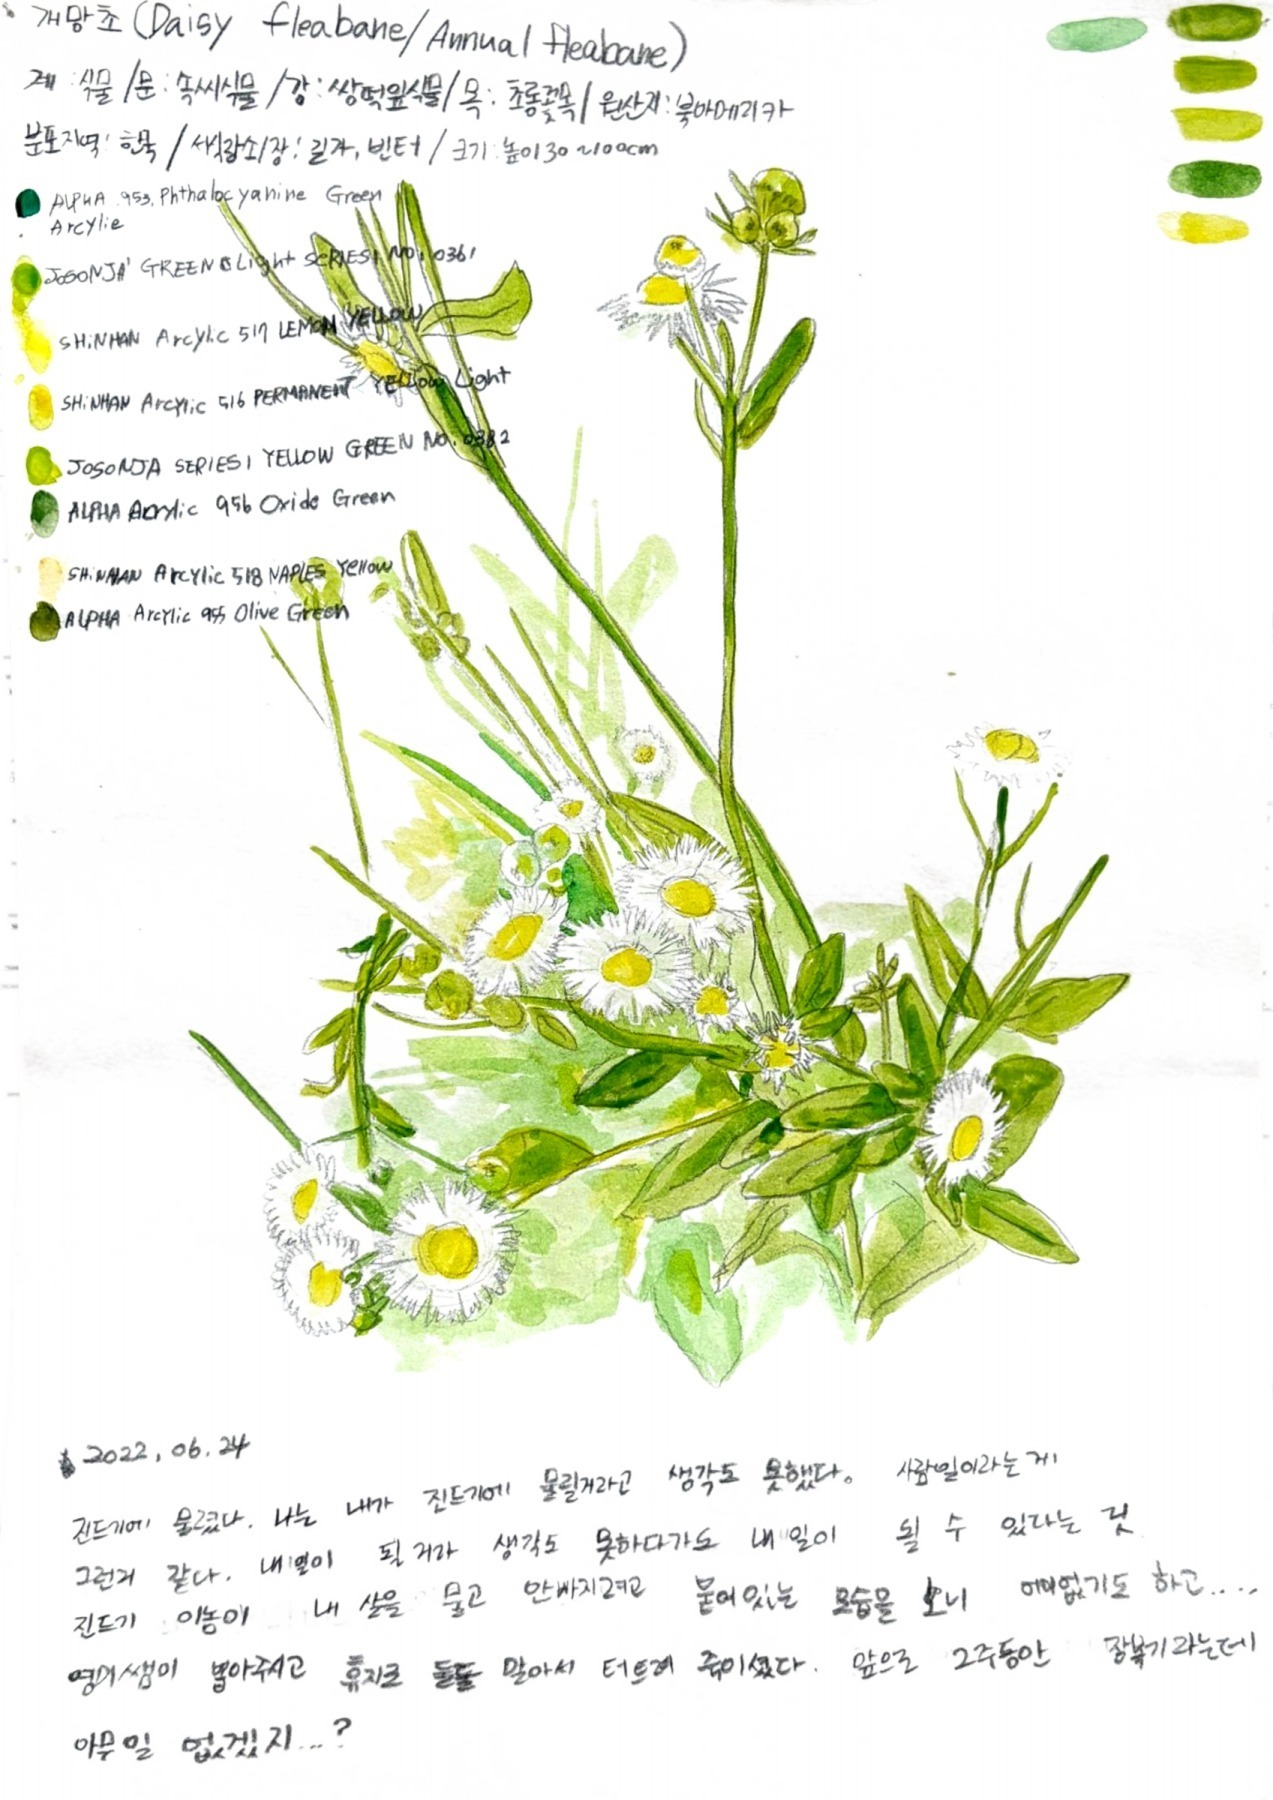 개망초 (Daisy fleabane/Annual fleabane)
계:식물 /문: 속씨식물 /강: 쌍떡잎식물/ 목: 초롱꽃목/ 원산지:북아메리카
분포지역: 한국 / 서식장소/장: 길가, 빈터 / 크기:높이30~100cm
ALPHA .953. Phthalocyanine Green
Arcylie
JOSONJA' GREEN Light SERIES1 NO. 0361
SHiNHAN Arcylic 517 LEMON YELLOW
SHiNHAN Arcylic 516 PERMANENT YELLOW Light
JOSONJA SERIES1 YELLOW GREEN NO. 0382
ALPHA Acrylic 956 Oxide Green
SHiNHAN Arcylic 518 NAPLES Yellow
ALPHA Arcylic 955 Olive Green
2022.06.24
진드기에 물렸다. 나는 내가 진드기에 물릴거라고 생각도 못했다. 사람일이라는게
그런거 같다. 내일이 될거라 생각도 못하다가도 내일이 될 수 있다는 것
진드기 이놈이 내 살을 물고 안빠지려고 붙어있는 모습을 보니 어이없기도 하고....
쌤이 뽑아주시고 휴지로 돌돌 말아서 터트려 죽이셨다. 앞으로 2주동안 잠복기라는데
아무일 없겠지...?